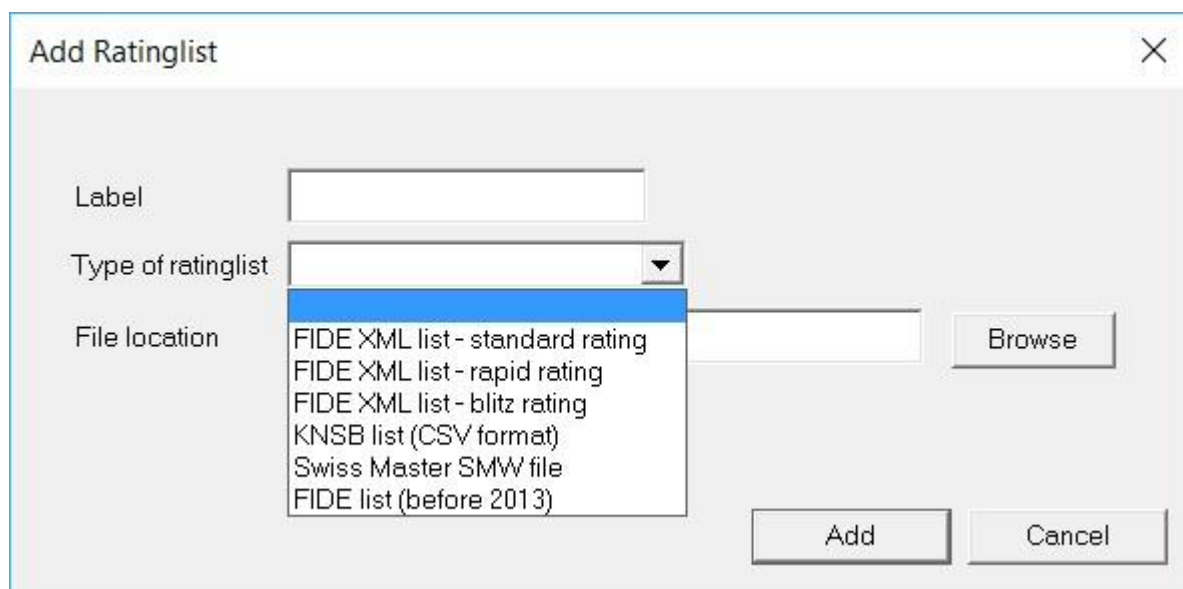 Add Ratinglist
Label
Type of ratinglist
File location
Browse
FIDE XML list - standard rating
FIDE XML list - rapid rating
FIDE XML list - blitz rating
KNSB list (CSV format)
Swiss Master SMW file
FIDE list (before 2013)
Add
Cancel